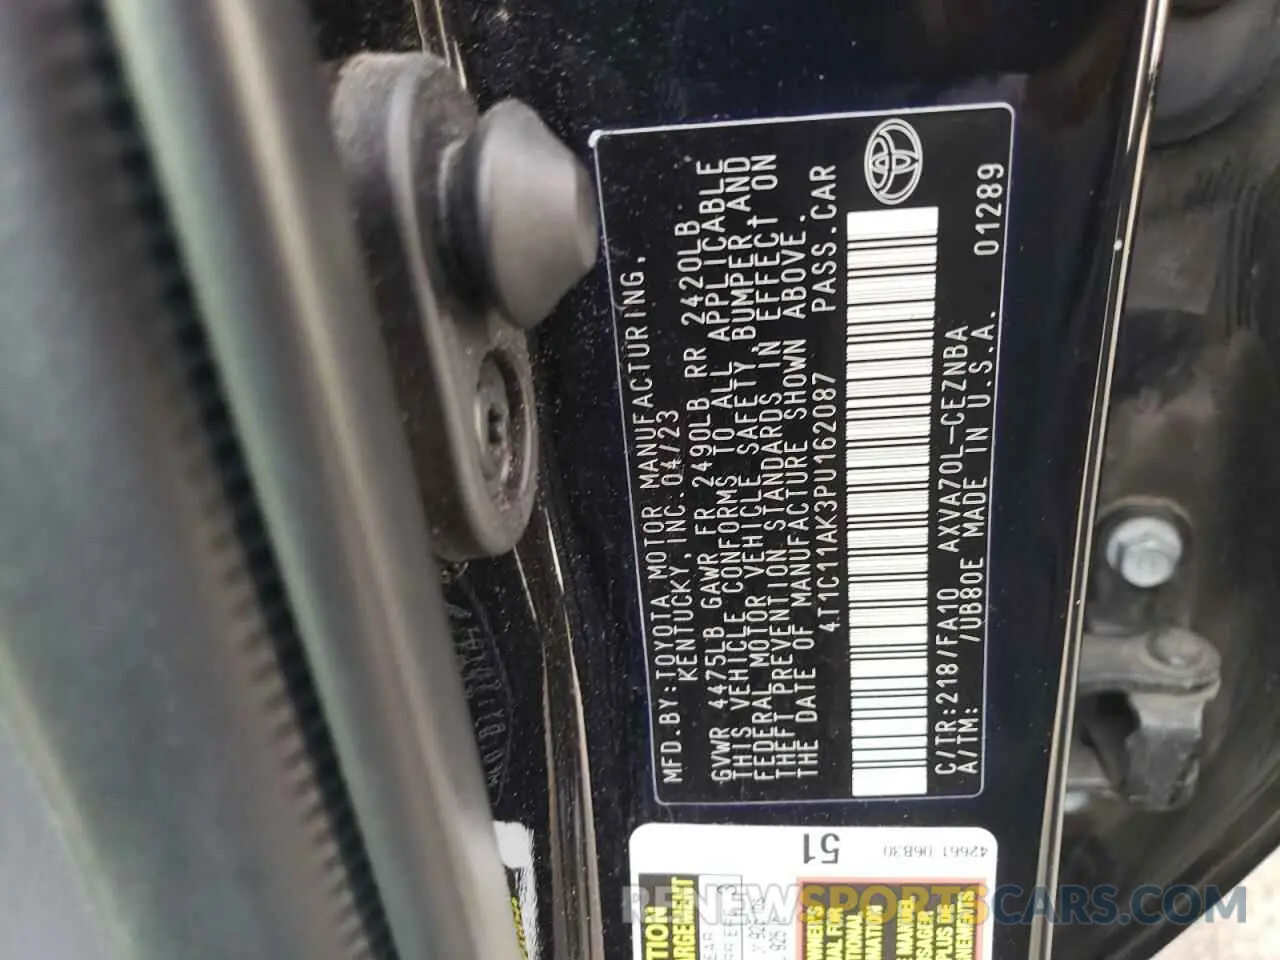 MFD.BY:TOYOTA MOTOR MANUFACTURING,
KENTUCKY, INC. 04/23
GVWR 4475LB GAWR FR 2490LB RR 2420LB
THIS VEHICLE CONFORMS TO ALL APPLICABLE
FEDERAL MOTOR VEHICLE SAFETY, BUMPER, AND
THEFT PREVENTION STANDARDS IN EFFECT ON
THE DATE OF MANUFACTURE SHOWN ABOVE.
4T1C11AK3PU162087 PASS.CAR
C/TR:218/FA10 AXVA70L-CEZNBA
A/TM: /UB80E MADE IN U.S.A. 01289
51
42661 06B30
RENEWSPORTSCARS.COM